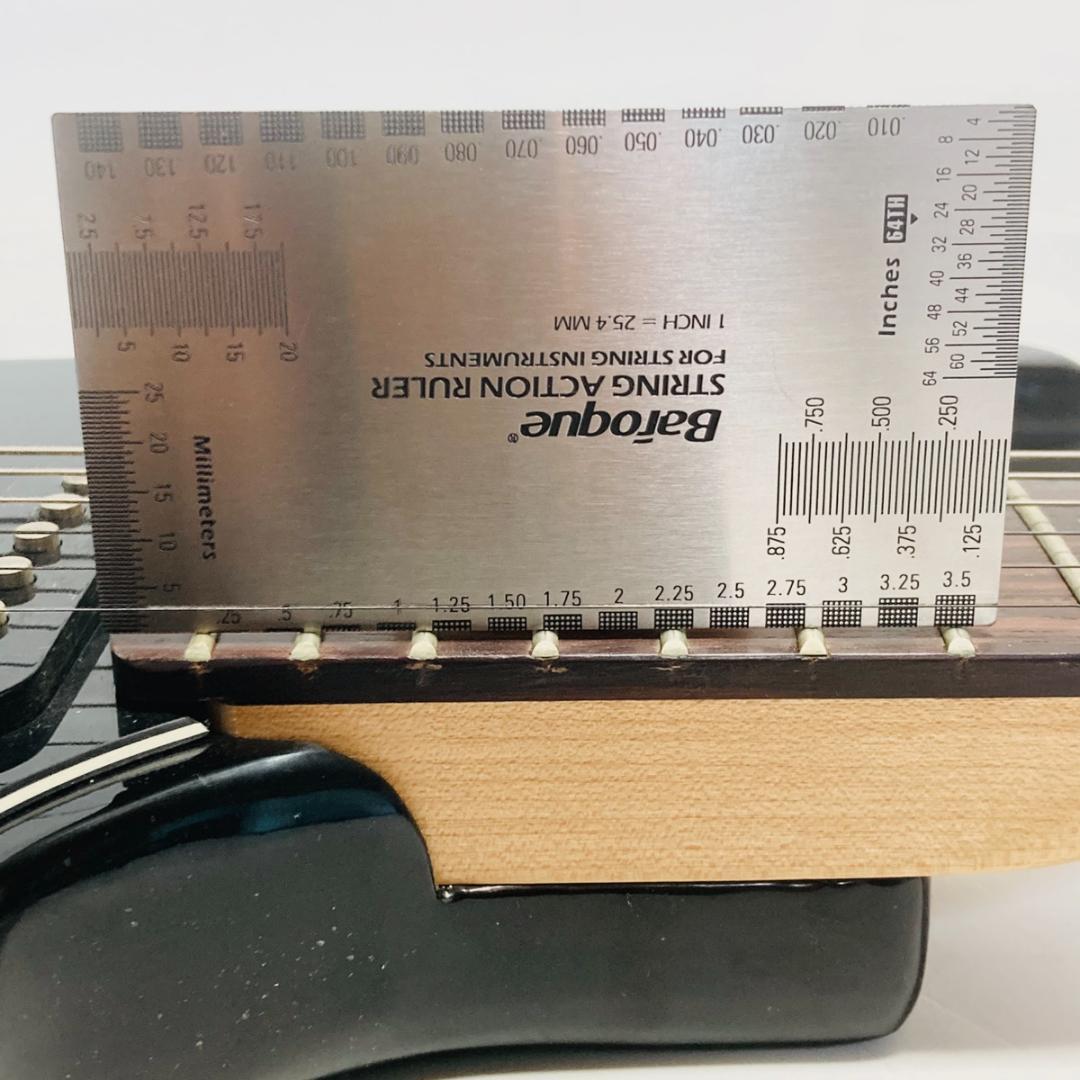 .140 .130 .120 .110 .100 .090 .080 .070 .060 .050 .040 .030 .020 .010
2.5 7.5 12.5 17.5
5 10 15 20
25 20 15 10 5
Millimeters
Baroque®
STRING ACTION RULER
FOR STRING INSTRUMENTS
1 INCH = 25.4 MM
Inches 64TH
8 16 24 32 40 48 56 64
4 12 20 28 36 44 52 60
.750 .500 .250
.875 .625 .375 .125
.25 .5 .75 1 1.25 1.50 1.75 2 2.25 2.5 2.75 3 3.25 3.5